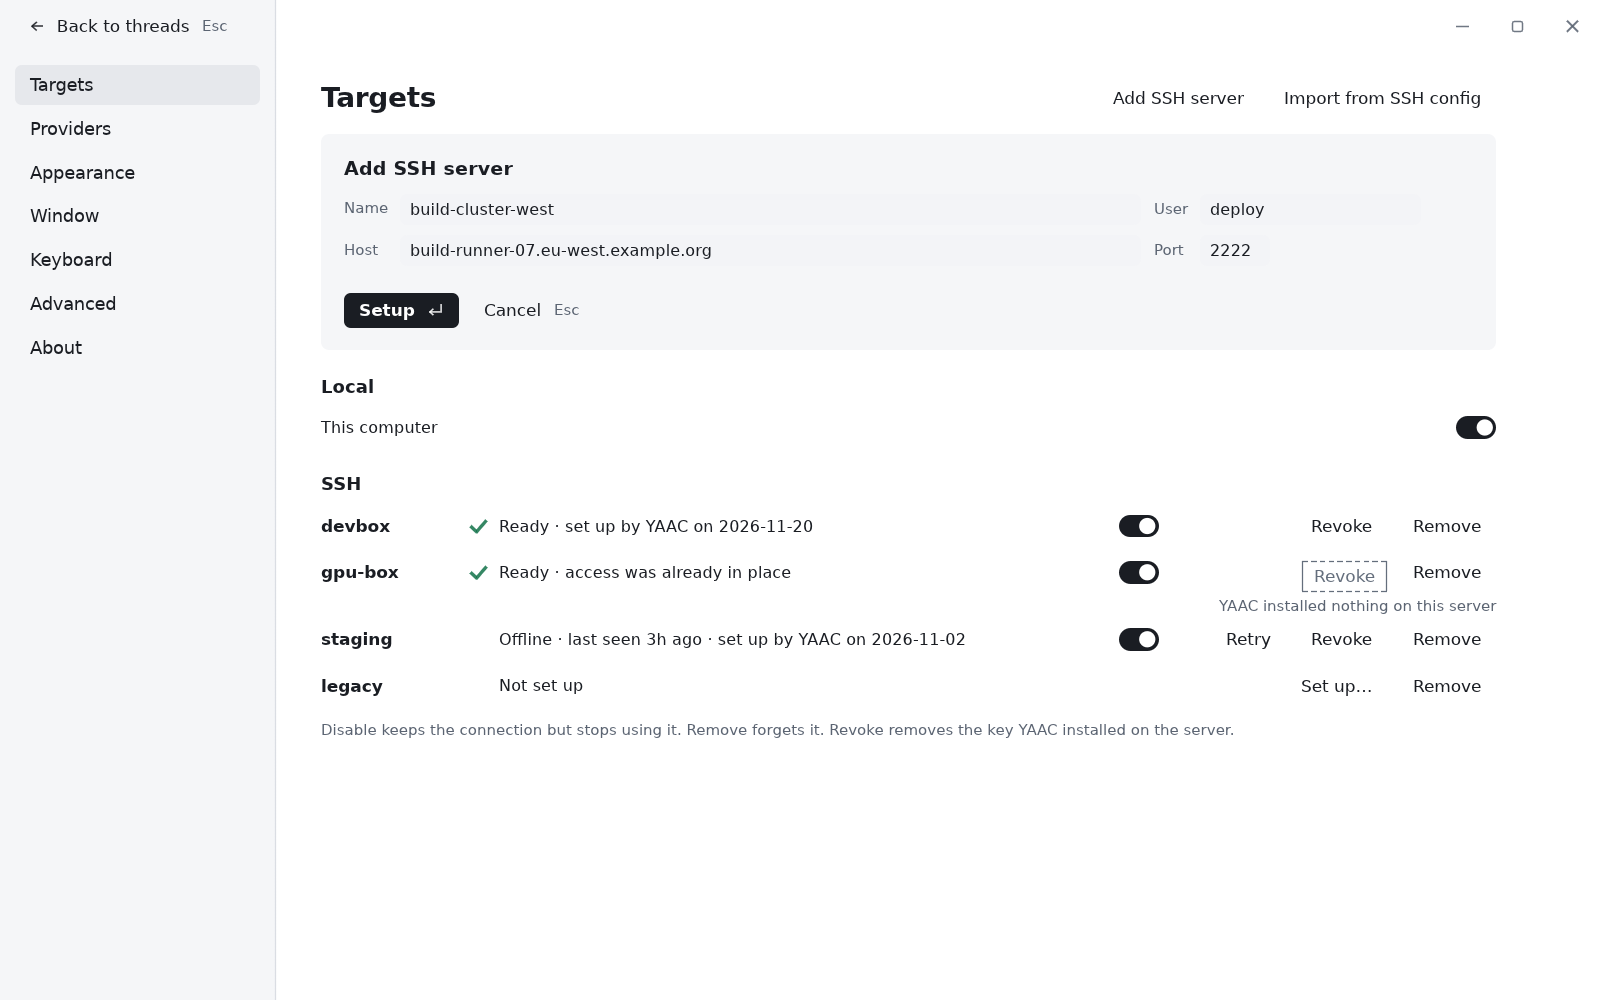 Back to threads Esc
Targets
Providers
Appearance
Window
Keyboard
Advanced
About
Targets
Add SSH server Import from SSH config
Add SSH server
Name build-cluster-west User deploy
Host build-runner-07.eu-west.example.org Port 2222
Setup Cancel Esc
Local
This computer
SSH
devbox Ready · set up by YAAC on 2026-11-20 Revoke Remove
gpu-box Ready · access was already in place Revoke Remove
YAAC installed nothing on this server
staging Offline · last seen 3h ago · set up by YAAC on 2026-11-02 Retry Revoke Remove
legacy Not set up Set up… Remove
Disable keeps the connection but stops using it. Remove forgets it. Revoke removes the key YAAC installed on the server.